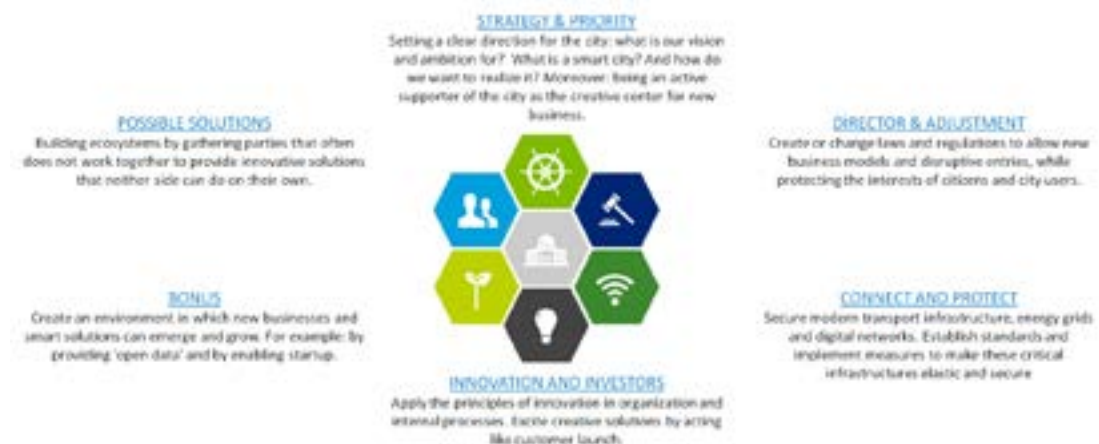 STRATEGY & PRIORITY
Setting a clear direction for the city: what is our vision
and ambition for? What is a smart city? And how do
we want to realize it? Moreover: Being an active
supporter of the city as the creative center for new
business.
POSSIBLE SOLUTIONS
Building ecosystems by gathering parties that often
does not work together to provide innovative solutions
that neither side can do on their own.
DIRECTOR & ADJUSTMENT
Create or change laws and regulations to allow new
business models and disruptive entries, while
protecting the interests of citizens and city users.
BONUS
Create an environment in which new businesses and
smart solutions can emerge and grow. For example: by
providing 'open data' and by enabling startup.
CONNECT AND PROTECT
Secure modern transport infrastructure, energy grids
and digital networks. Establish standards and
implement measures to make these critical
infrastructures elastic and secure
INNOVATION AND INVESTORS
Apply the principles of innovation in organization and
internal processes. Excite creative solutions by acting
like customer launch.